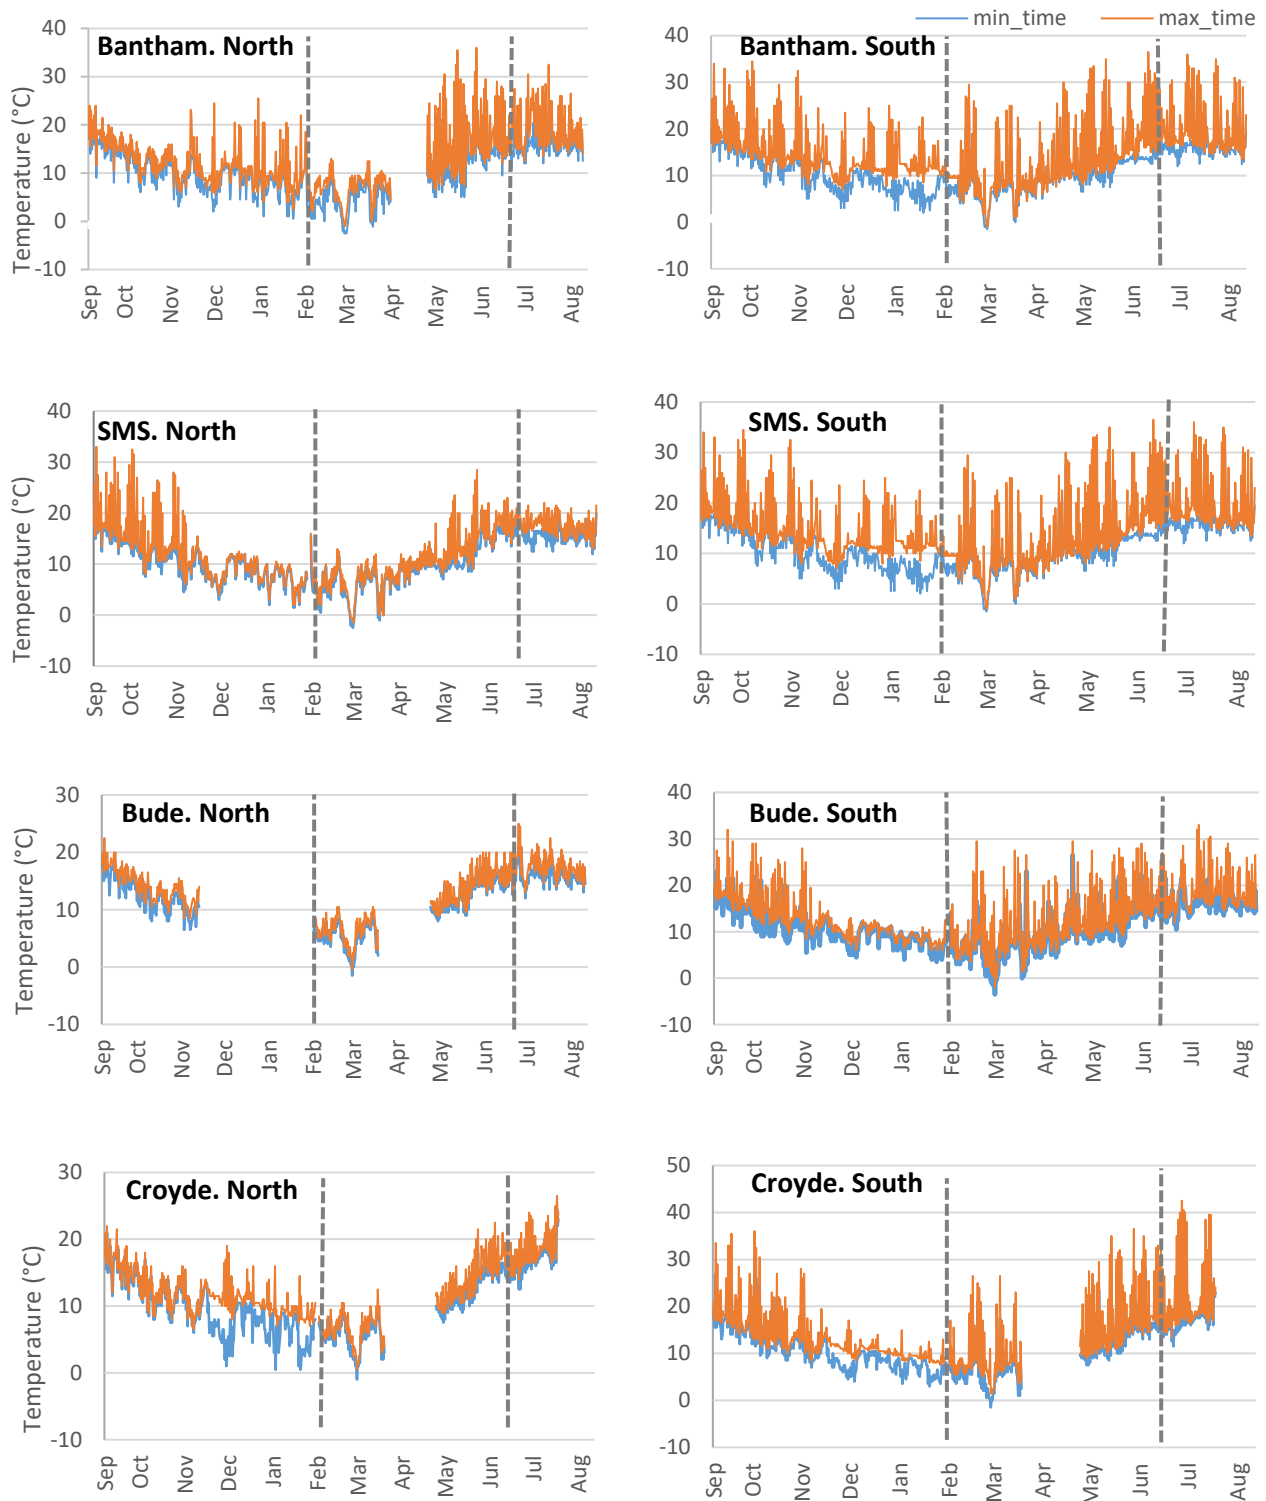 min_time max_time
Bantham. North
Temperature (°C)
40
30
20
10
0
-10
Sep Oct Nov Dec Jan Feb Mar Apr May Jun Jul Aug
Bantham. South
40
30
20
10
0
-10
Sep Oct Nov Dec Jan Feb Mar Apr May Jun Jul Aug
SMS. North
Temperature (°C)
40
30
20
10
0
-10
Sep Oct Nov Dec Jan Feb Mar Apr May Jun Jul Aug
SMS. South
40
30
20
10
0
-10
Sep Oct Nov Dec Jan Feb Mar Apr May Jun Jul Aug
Bude. North
Temperature (°C)
30
20
10
0
-10
Sep Oct Nov Dec Jan Feb Mar Apr May Jun Jul Aug
Bude. South
40
30
20
10
0
-10
Sep Oct Nov Dec Jan Feb Mar Apr May Jun Jul Aug
Croyde. North
Temperature (°C)
30
20
10
0
-10
Sep Oct Nov Dec Jan Feb Mar Apr May Jun Jul Aug
Croyde. South
50
40
30
20
10
0
-10
Sep Oct Nov Dec Jan Feb Mar Apr May Jun Jul Aug